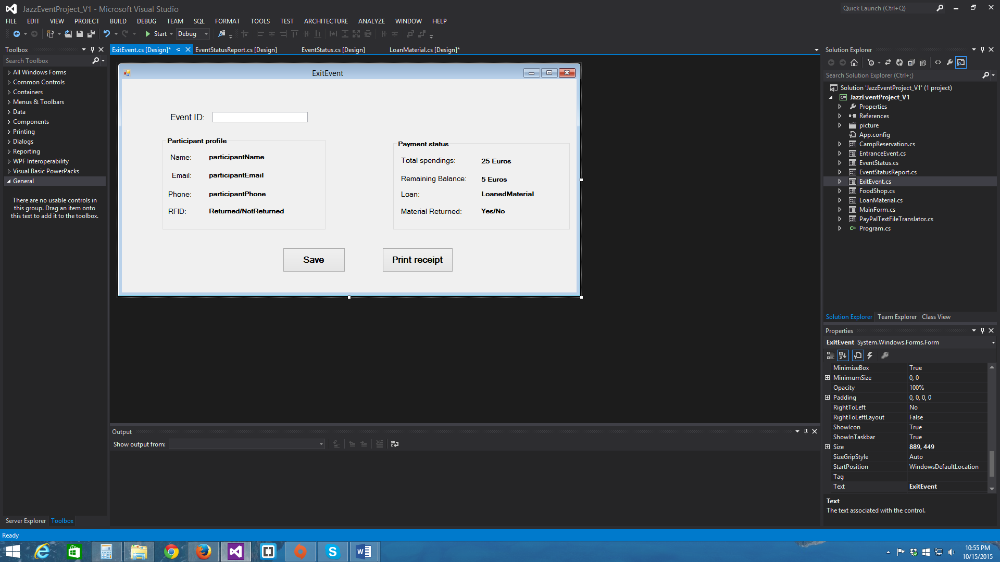 JazzEventProject_V1 - Microsoft Visual Studio
Quick Launch (Ctrl+Q)
FILE EDIT VIEW PROJECT BUILD DEBUG TEAM SQL FORMAT TOOLS TEST ARCHITECTURE ANALYZE WINDOW HELP
Start Debug
Toolbox
Search Toolbox
All Windows Forms
Common Controls
Containers
Menus & Toolbars
Data
Components
Printing
Dialogs
Reporting
WPF Interoperability
Visual Basic PowerPacks
General
There are no usable controls in
this group. Drag an item onto
this text to add it to the toolbox.
Server Explorer Toolbox
ExitEvent.cs [Design]* EventStatusReport.cs [Design] EventStatus.cs [Design] LoanMaterial.cs [Design]*
ExitEvent
Event ID:
Participant profile
Name: participantName
Email: participantEmail
Phone: participantPhone
RFID: Returned/NotReturned
Payment status
Total spendings: 25 Euros
Remaining Balance: 5 Euros
Loan: LoanedMaterial
Material Returned: Yes/No
Save
Print receipt
Output
Show output from:
Solution Explorer
Search Solution Explorer (Ctrl+;)
Solution 'JazzEventProject_V1' (1 project)
JazzEventProject_V1
Properties
References
picture
App.config
CampReservation.cs
EntranceEvent.cs
EventStatus.cs
EventStatusReport.cs
ExitEvent.cs
FoodShop.cs
LoanMaterial.cs
MainForm.cs
PayPalTextFileTranslator.cs
Program.cs
Solution Explorer Team Explorer Class View
Properties
ExitEvent System.Windows.Forms.Form
MinimizeBox True
MinimumSize 0, 0
Opacity 100%
Padding 0, 0, 0, 0
RightToLeft No
RightToLeftLayout False
ShowIcon True
ShowInTaskbar True
Size 889, 449
SizeGripStyle Auto
StartPosition WindowsDefaultLocation
Tag
Text ExitEvent
Text
The text associated with the control.
Ready
10:55 PM
10/15/2015